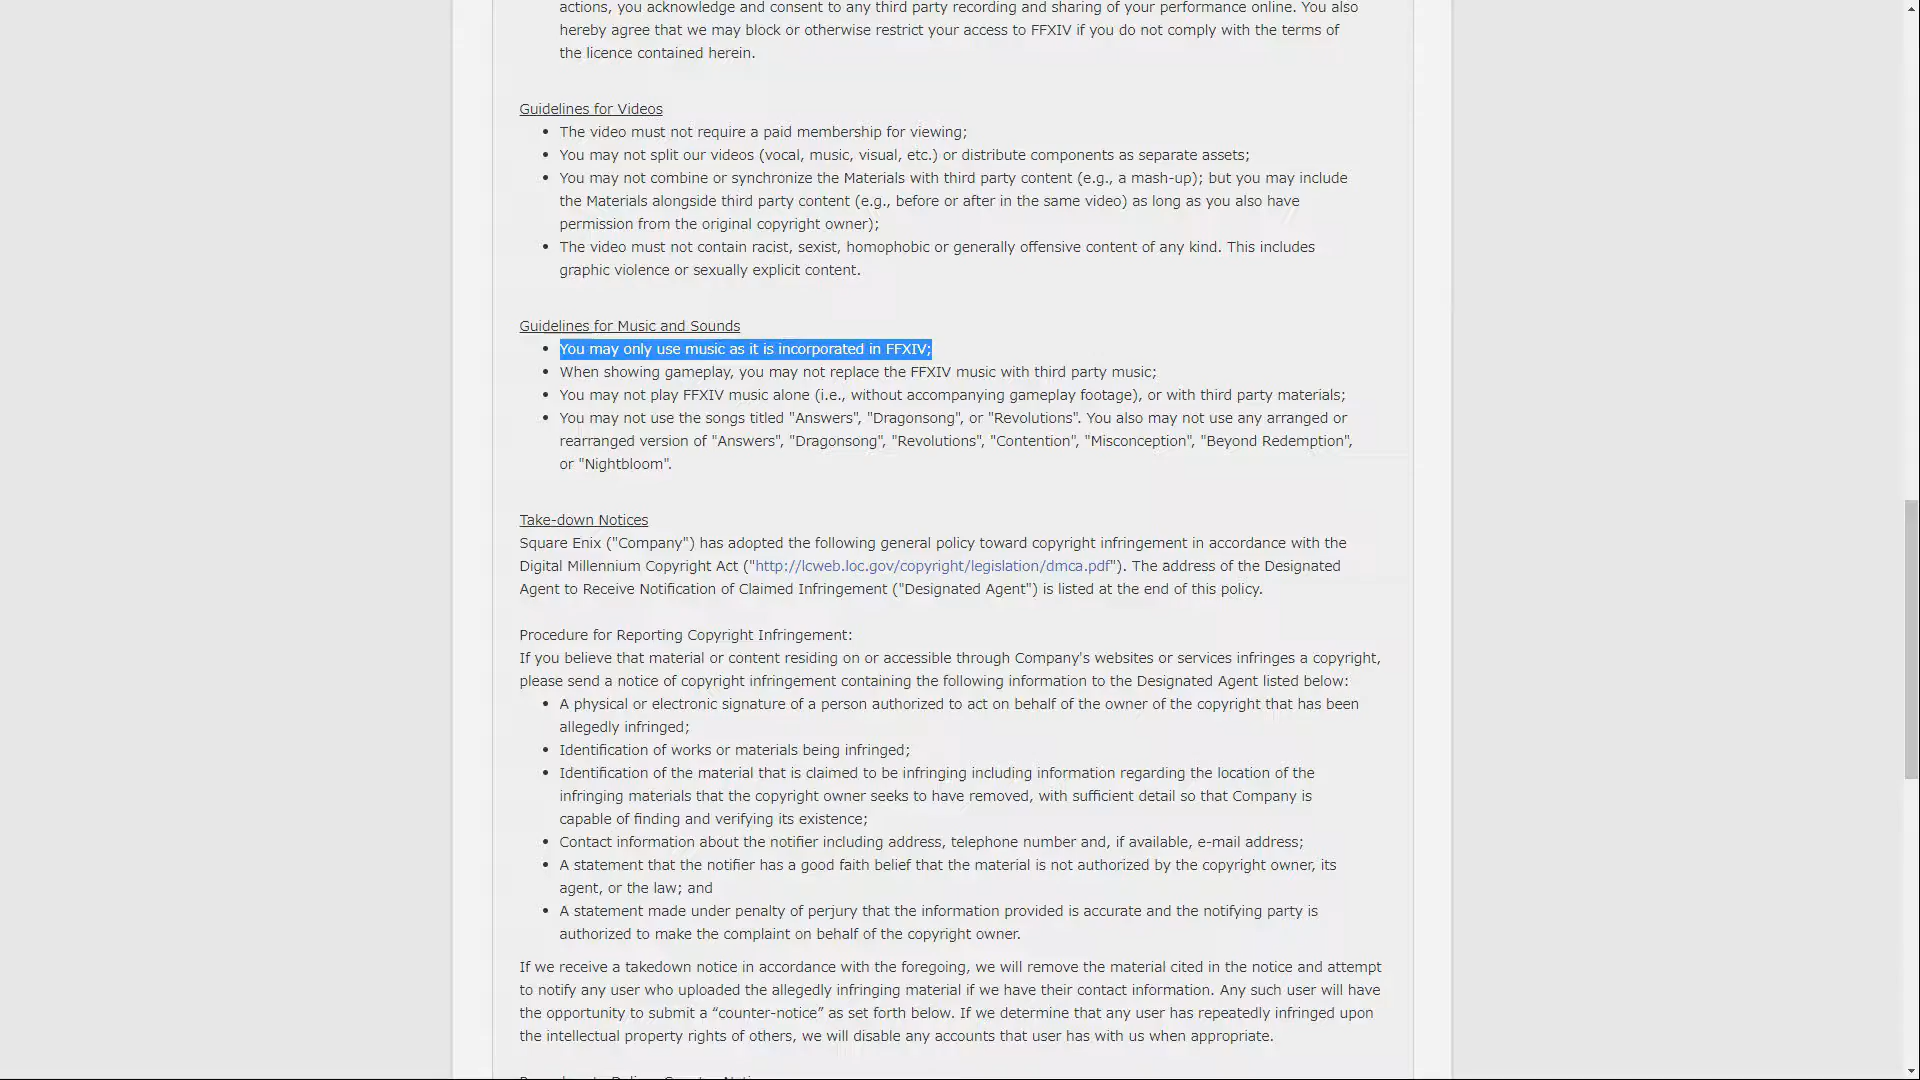 actions, you acknowledge and consent to any third party recording and sharing of your performance online. You also
hereby agree that we may block or otherwise restrict your access to FFXIV if you do not comply with the terms of
the licence contained herein.
Guidelines for Videos
• The video must not require a paid membership for viewing;
• You may not split our videos (vocal, music, visual, etc.) or distribute components as separate assets;
• You may not combine or synchronize the Materials with third party content (e.g., a mash-up); but you may include
the Materials alongside third party content (e.g., before or after in the same video) as long as you also have
permission from the original copyright owner);
• The video must not contain racist, sexist, homophobic or generally offensive content of any kind. This includes
graphic violence or sexually explicit content.
Guidelines for Music and Sounds
• You may only use music as it is incorporated in FFXIV;
• When showing gameplay, you may not replace the FFXIV music with third party music;
• You may not play FFXIV music alone (i.e., without accompanying gameplay footage), or with third party materials;
• You may not use the songs titled "Answers", "Dragonsong", or "Revolutions". You also may not use any arranged or
rearranged version of "Answers", "Dragonsong", "Revolutions", "Contention", "Misconception", "Beyond Redemption",
or "Nightbloom".
Take-down Notices
Square Enix ("Company") has adopted the following general policy toward copyright infringement in accordance with the
Digital Millennium Copyright Act ("http://lcweb.loc.gov/copyright/legislation/dmca.pdf"). The address of the Designated
Agent to Receive Notification of Claimed Infringement ("Designated Agent") is listed at the end of this policy.
Procedure for Reporting Copyright Infringement:
If you believe that material or content residing on or accessible through Company's websites or services infringes a copyright,
please send a notice of copyright infringement containing the following information to the Designated Agent listed below:
• A physical or electronic signature of a person authorized to act on behalf of the owner of the copyright that has been
allegedly infringed;
• Identification of works or materials being infringed;
• Identification of the material that is claimed to be infringing including information regarding the location of the
infringing materials that the copyright owner seeks to have removed, with sufficient detail so that Company is
capable of finding and verifying its existence;
• Contact information about the notifier including address, telephone number and, if available, e-mail address;
• A statement that the notifier has a good faith belief that the material is not authorized by the copyright owner, its
agent, or the law; and
• A statement made under penalty of perjury that the information provided is accurate and the notifying party is
authorized to make the complaint on behalf of the copyright owner.
If we receive a takedown notice in accordance with the foregoing, we will remove the material cited in the notice and attempt
to notify any user who uploaded the allegedly infringing material if we have their contact information. Any such user will have
the opportunity to submit a “counter-notice” as set forth below. If we determine that any user has repeatedly infringed upon
the intellectual property rights of others, we will disable any accounts that user has with us when appropriate.